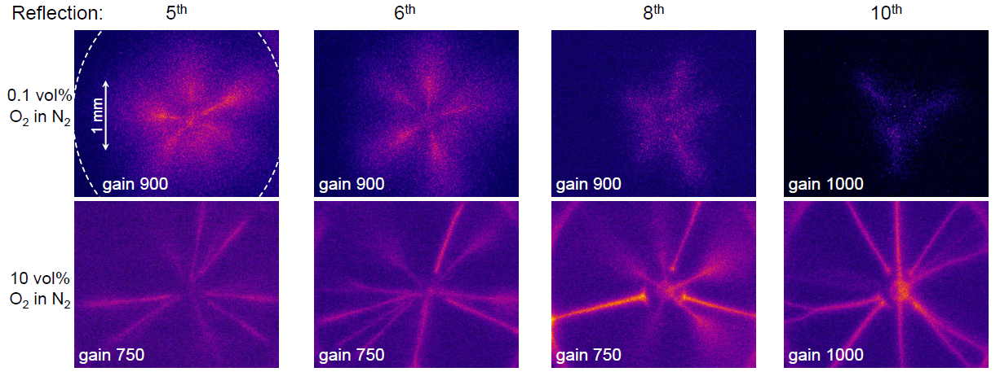 Reflection: 5th 6th 8th 10th
0.1 vol%
O2 in N2
1 mm
gain 900 gain 900 gain 900 gain 1000
10 vol%
O2 in N2
gain 750 gain 750 gain 750 gain 1000